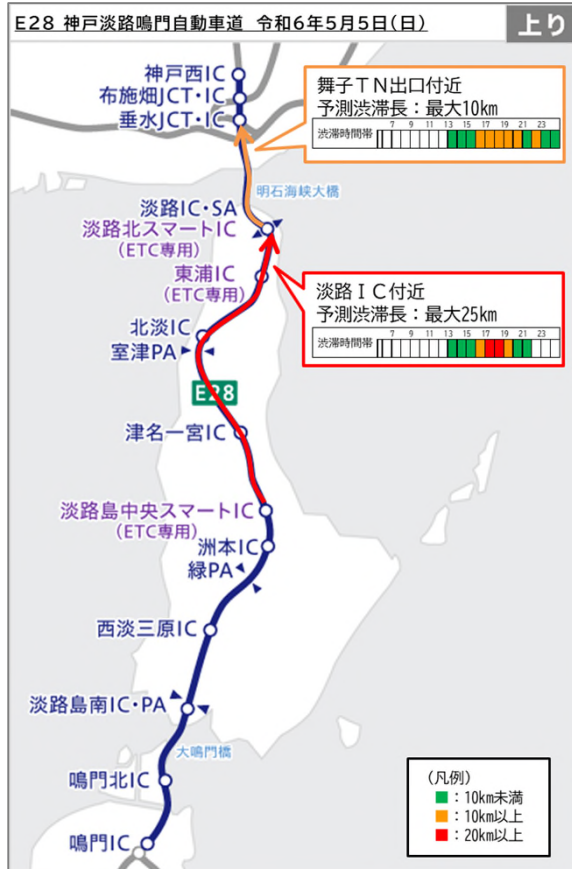 E28 神戸淡路鳴門自動車道 令和6年5月5日(日)
上り
神戸西IC
布施畑JCT・IC
垂水JCT・IC
舞子TN出口付近
予測渋滞長：最大10km
渋滞時間帯
7 9 11 13 15 17 19 21 23
明石海峡大橋
淡路IC・SA
淡路北スマートIC
(ETC専用)
東浦IC
(ETC専用)
淡路IC付近
予測渋滞長：最大25km
渋滞時間帯
7 9 11 13 15 17 19 21 23
北淡IC
室津PA
E28
津名一宮IC
淡路島中央スマートIC
(ETC専用)
洲本IC
緑PA
西淡三原IC
淡路島南IC・PA
大鳴門橋
鳴門北IC
鳴門IC
(凡例)
：10km未満
：10km以上
：20km以上